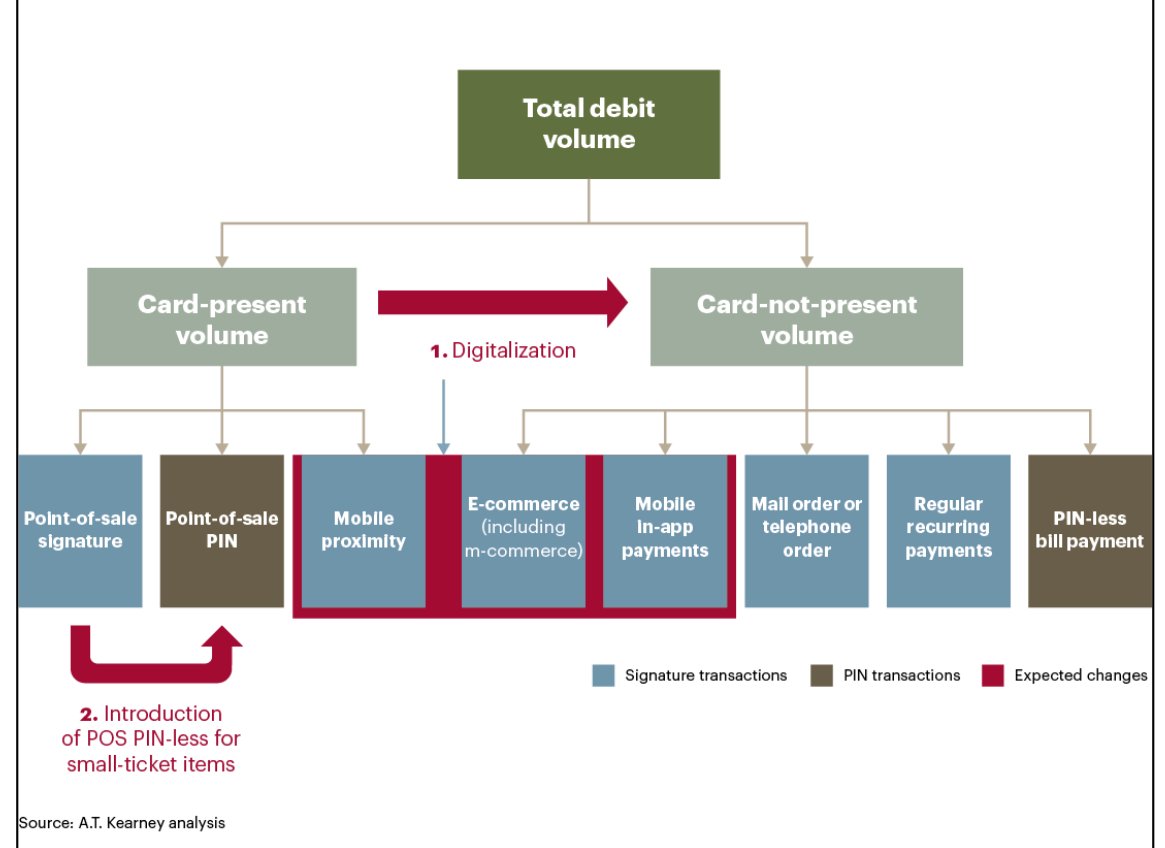 Total debit
volume
Card-present
volume
Card-not-present
volume
1. Digitalization
Point-of-sale
signature
Point-of-sale
PIN
Mobile
proximity
E-commerce
(including
m-commerce)
Mobile
in-app
payments
Mail order or
telephone
order
Regular
recurring
payments
PIN-less
bill payment
Signature transactions
PIN transactions
Expected changes
2. Introduction
of POS PIN-less for
small-ticket items
Source: A.T. Kearney analysis